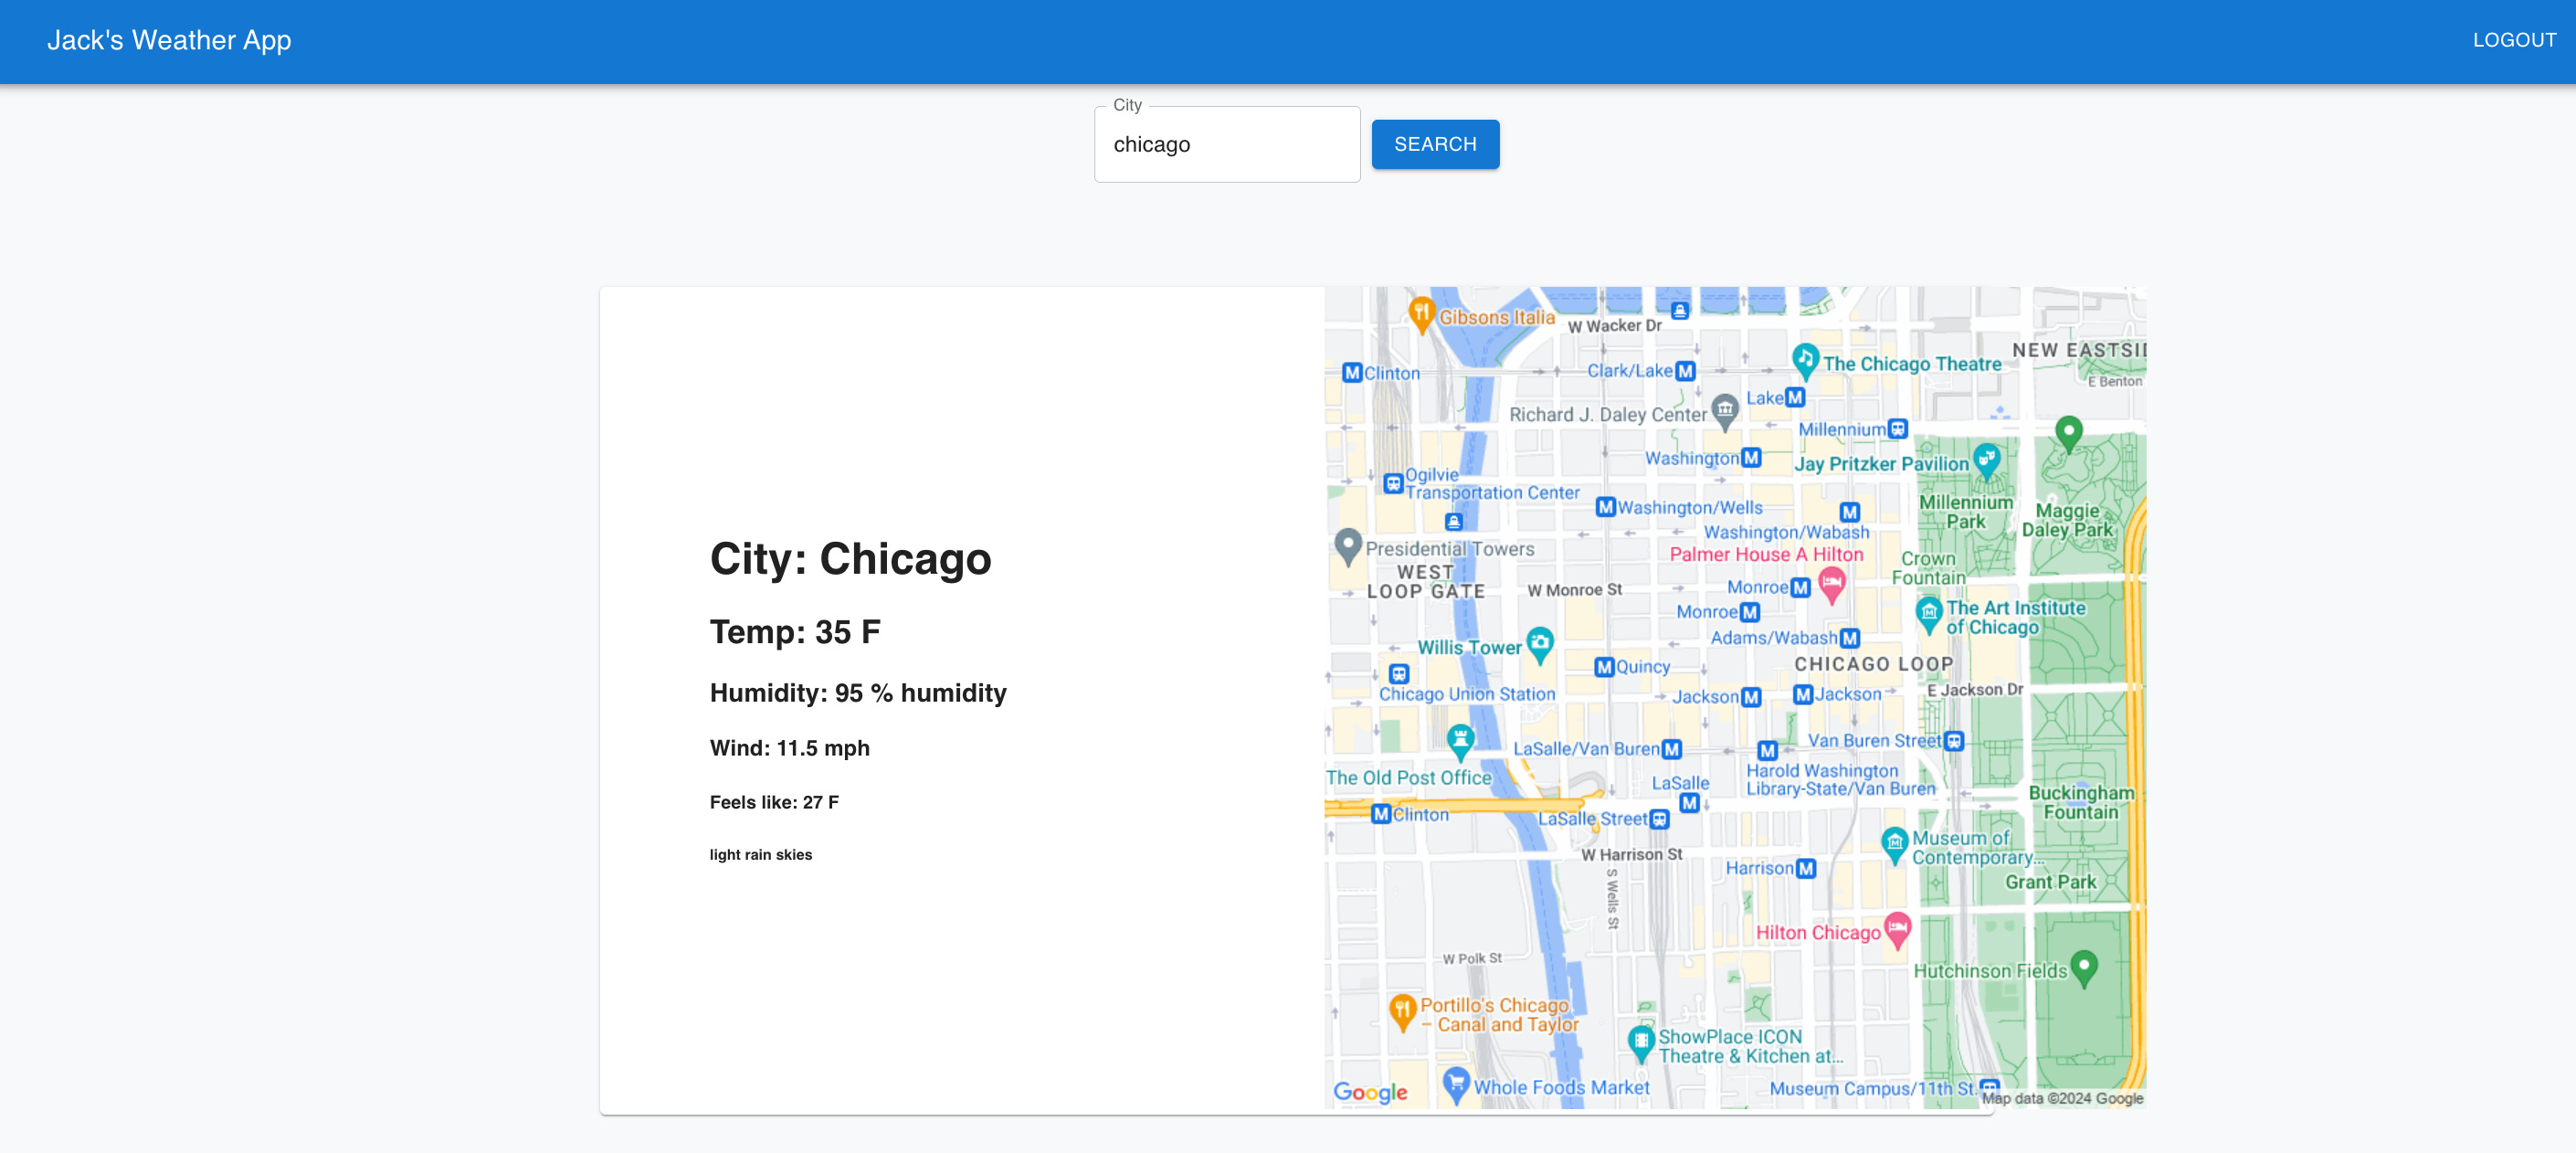 Jack's Weather App
LOGOUT
City
chicago
SEARCH
City: Chicago
Temp: 35 F
Humidity: 95 % humidity
Wind: 11.5 mph
Feels like: 27 F
light rain skies
Gibsons Italia
W Wacker Dr
NEW EASTSI
The Chicago Theatre
Clinton
Clark/Lake
E Benton
Lake
Richard J. Daley Center
Millennium
Washington
Jay Pritzker Pavilion
Ogilvie
Transportation Center
Washington/Wells
Millennium
Park
Maggie
Daley Park
Washington/Wabash
Presidential Towers
Palmer House A Hilton
Crown
Fountain
WEST
LOOP GATE
W Monroe St
Monroe
Monroe
The Art Institute
of Chicago
Adams/Wabash
Willis Tower
Quincy
CHICAGO LOOP
Chicago Union Station
Jackson
Jackson
E Jackson Dr
LaSalle/Van Buren
Van Buren Street
The Old Post Office
LaSalle
Harold Washington
Library-State/Van Buren
Buckingham
Fountain
Clinton
LaSalle Street
Museum of
Contemporary...
W Harrison St
Harrison
Grant Park
S Wells St
Hilton Chicago
W Polk St
Hutchinson Fields
Portillo's Chicago
– Canal and Taylor
ShowPlace ICON
Theatre & Kitchen at...
Google
Whole Foods Market
Museum Campus/11th St.
Map data ©2024 Google